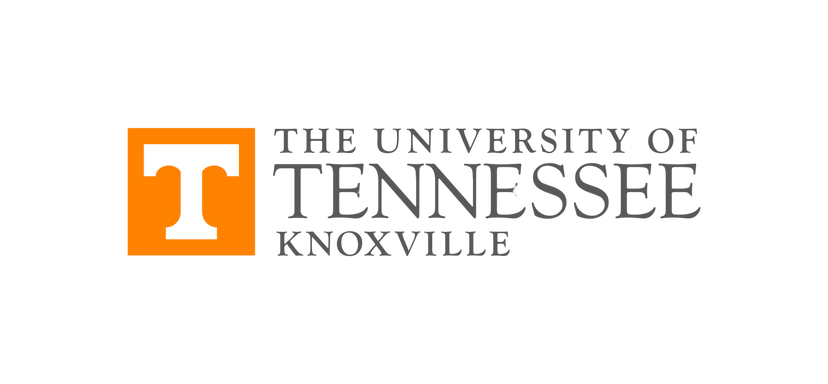 T
THE UNIVERSITY OF
TENNESSEE
KNOXVILLE